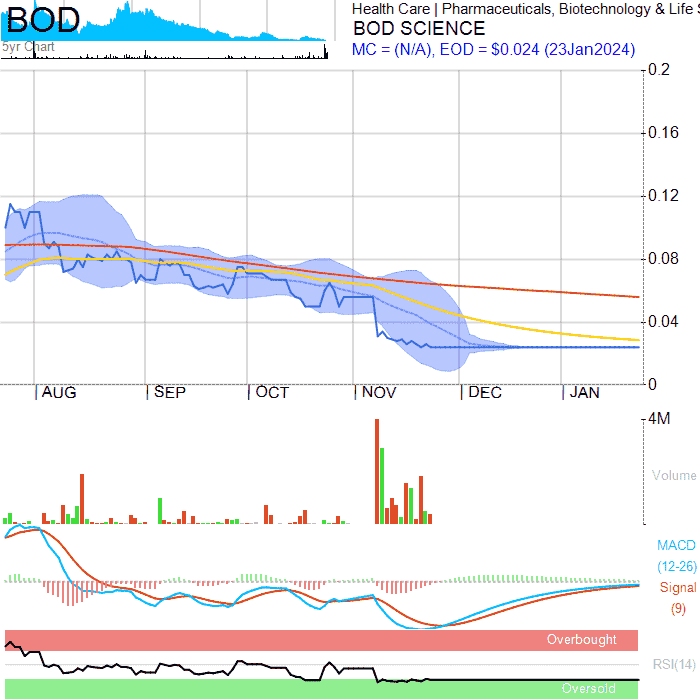 BOD
5yr Chart
Health Care | Pharmaceuticals, Biotechnology & Life S
BOD SCIENCE
MC = (N/A), EOD = $0.024 (23Jan2024)
0.2
0.16
0.12
0.08
0.04
0
AUG SEP OCT NOV DEC JAN
4M
Volume
MACD
(12-26)
Signal
(9)
Overbought
RSI(14)
Oversold